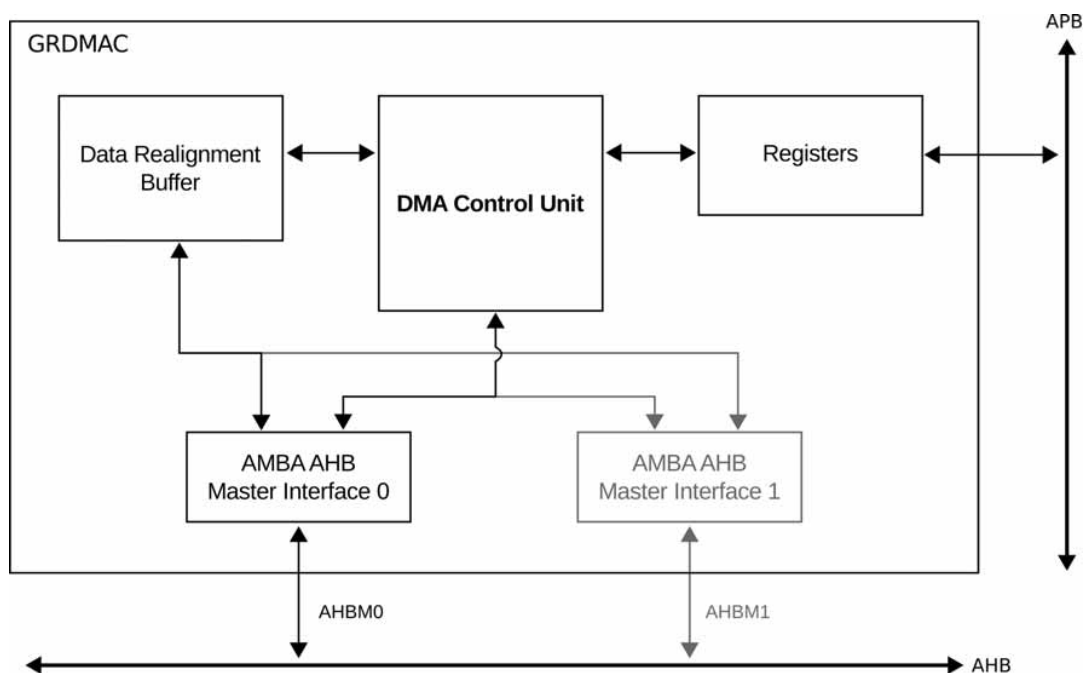 APB
GRDMAC
Data Realignment
Buffer
DMA Control Unit
Registers
AMBA AHB
Master Interface 0
AMBA AHB
Master Interface 1
AHBM0
AHBM1
AHB